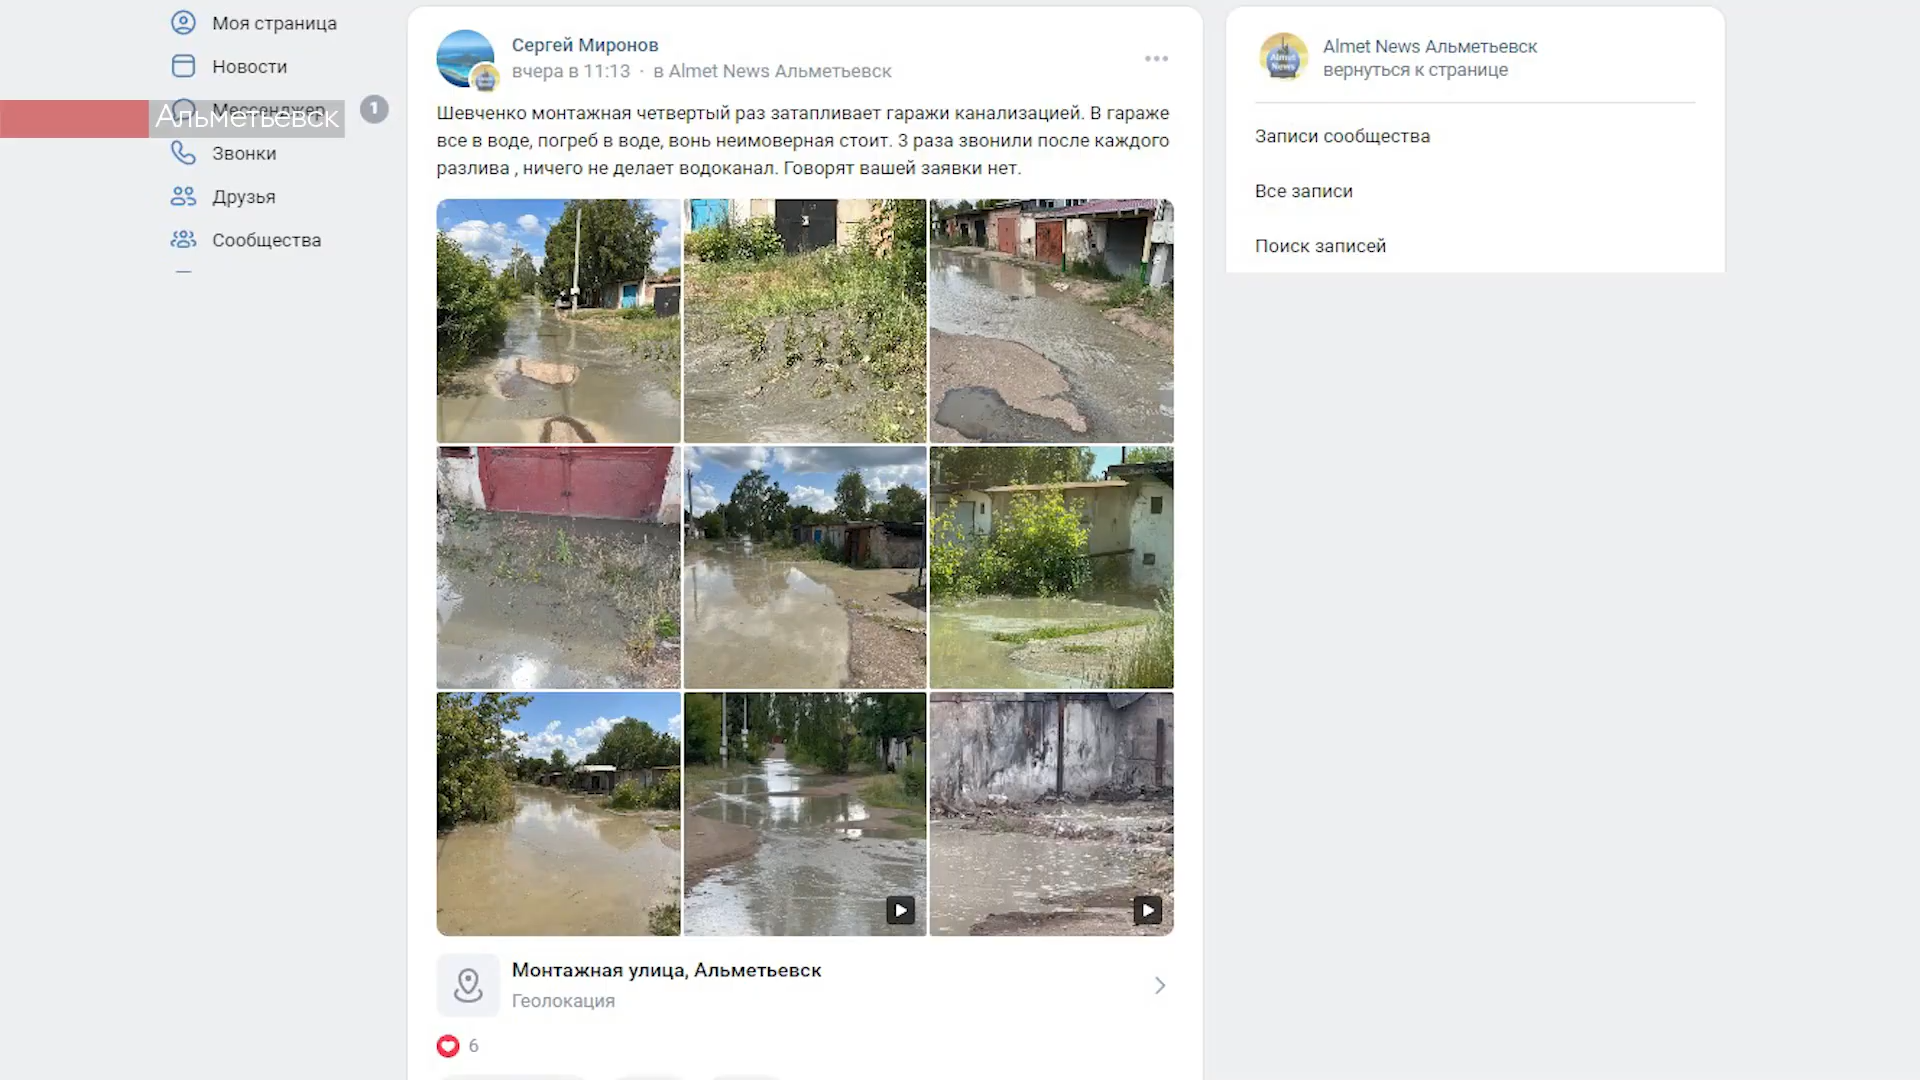 Моя страница
Новости
Мессенджер
1
Альметьевск
Звонки
Друзья
Сообщества
Сергей Миронов
вчера в 11:13 · в Almet News Альметьевск
Шевченко монтажная четвертый раз затапливает гаражи канализацией. В гараже
все в воде, погреб в воде, вонь неимоверная стоит. 3 раза звонили после каждого
разлива , ничего не делает водоканал. Говорят вашей заявки нет.
Монтажная улица, Альметьевск
Геолокация
6
Almet
News
Almet News Альметьевск
вернуться к странице
Записи сообщества
Все записи
Поиск записей